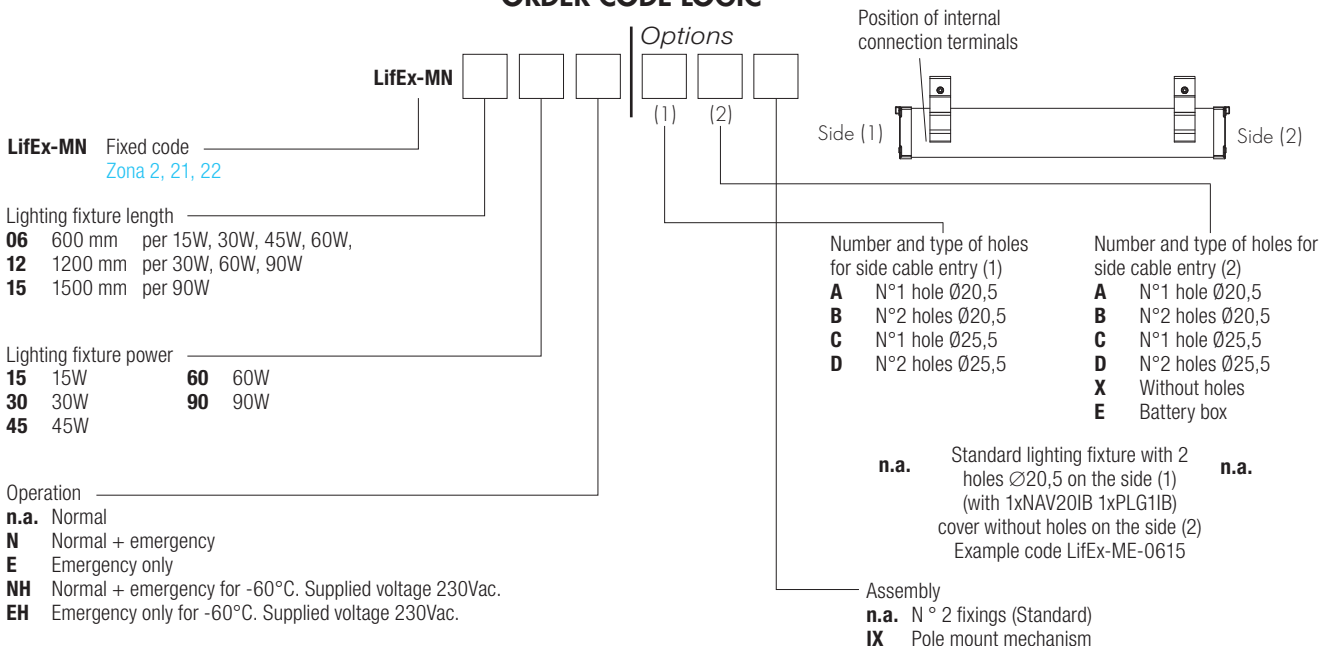 ORDER CODE LOGIC
Options
Position of internal
connection terminals
LifEx-MN
(1) (2)
Side (1)
Side (2)
LifEx-MN Fixed code
Zona 2, 21, 22
Lighting fixture length
06 600 mm per 15W, 30W, 45W, 60W,
12 1200 mm per 30W, 60W, 90W
15 1500 mm per 90W
Lighting fixture power
15 15W 60 60W
30 30W 90 90W
45 45W
Operation
n.a. Normal
N Normal + emergency
E Emergency only
NH Normal + emergency for -60°C. Supplied voltage 230Vac.
EH Emergency only for -60°C. Supplied voltage 230Vac.
Number and type of holes
for side cable entry (1)
A N°1 hole Ø20,5
B N°2 holes Ø20,5
C N°1 hole Ø25,5
D N°2 holes Ø25,5
Number and type of holes for
side cable entry (2)
A N°1 hole Ø20,5
B N°2 holes Ø20,5
C N°1 hole Ø25,5
D N°2 holes Ø25,5
X Without holes
E Battery box
n.a. Standard lighting fixture with 2 n.a.
holes ∅20,5 on the side (1)
(with 1xNAV20IB 1xPLG1IB)
cover without holes on the side (2)
Example code LifEx-ME-0615
Assembly
n.a. N ° 2 fixings (Standard)
IX Pole mount mechanism